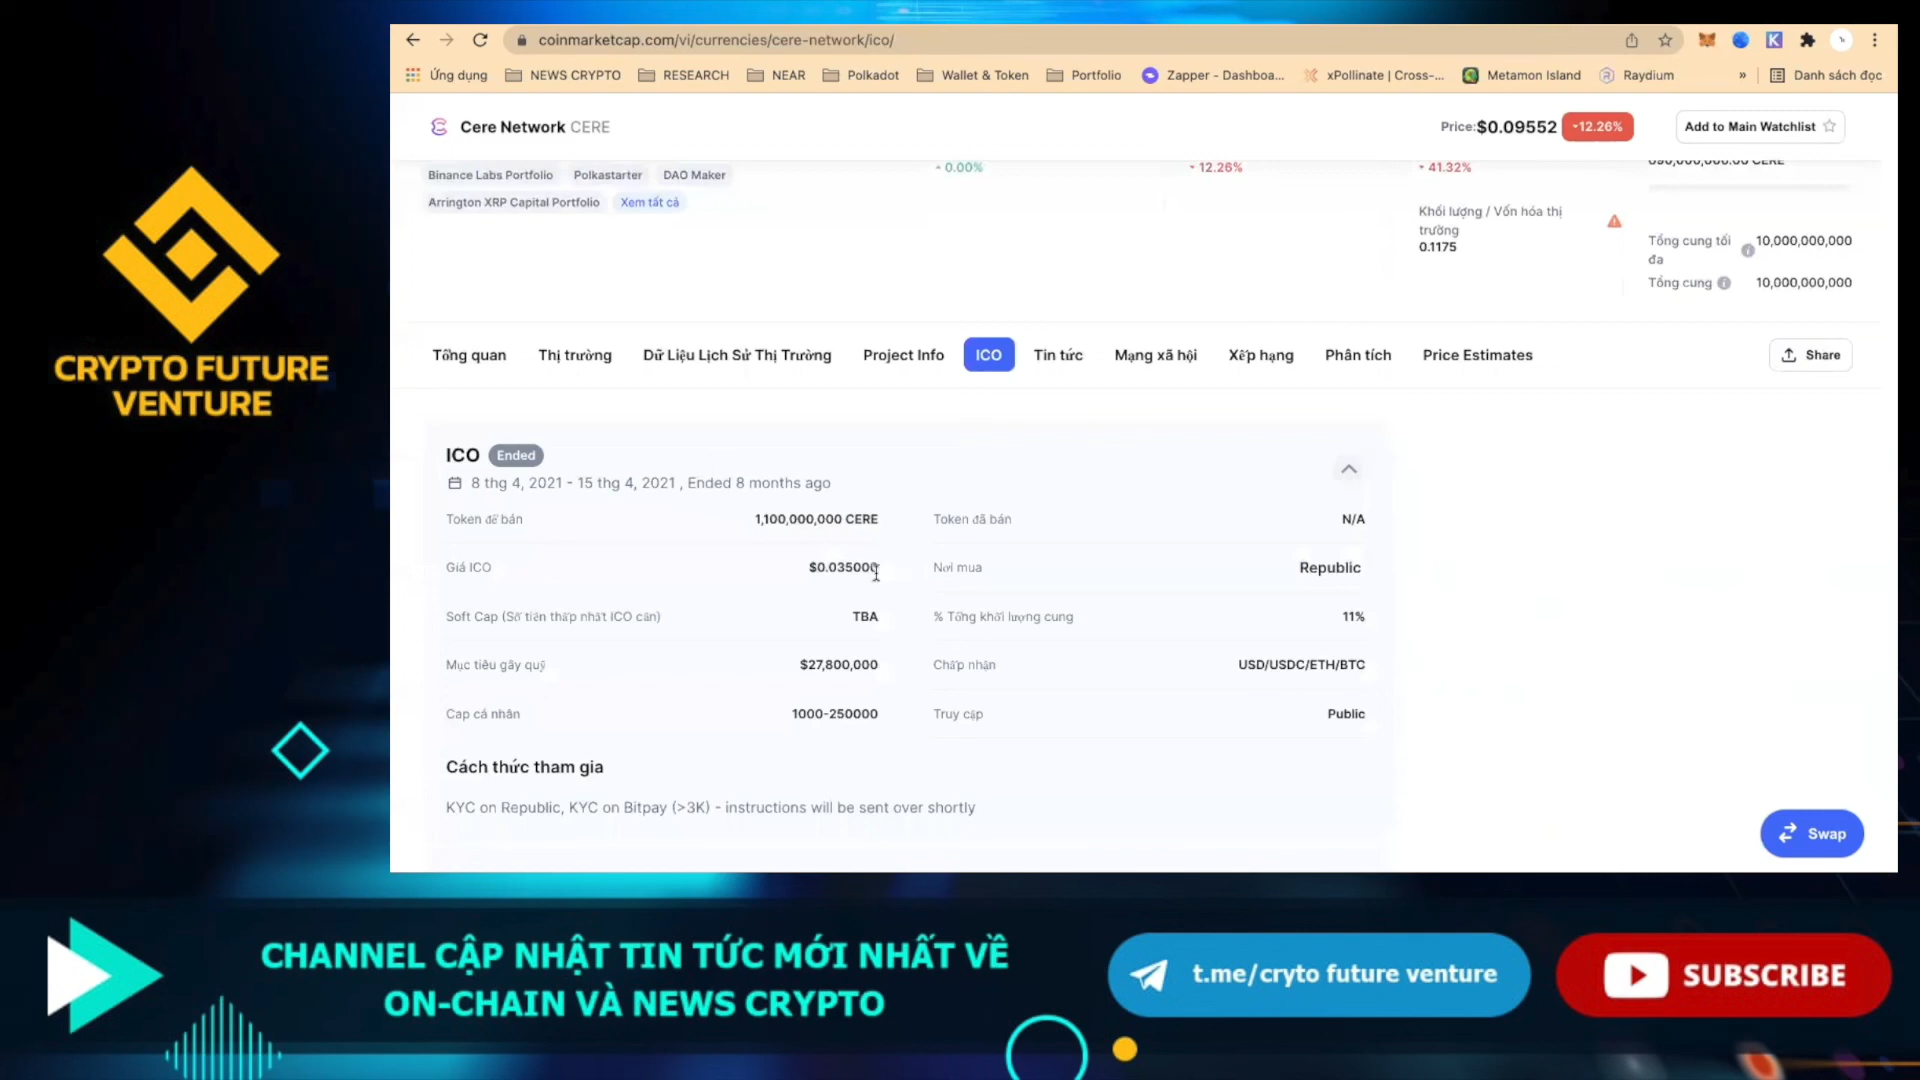 coinmarketcap.com/vi/currencies/cere-network/ico/
Ứng dụng NEWS CRYPTO RESEARCH NEAR Polkadot Wallet & Token Portfolio Zapper - Dashboa... xPollinate | Cross-... Metamon Island Raydium » Danh sách đọc
Cere Network CERE Price:$0.09552 12.26% Add to Main Watchlist
Binance Labs Portfolio Polkastarter DAO Maker 0.00% 12.26% 41.32%
Arrington XRP Capital Portfolio Xem tất cả
Khối lượng / Vốn hóa thị
trường
0.1175
Tổng cung tối
đa
10,000,000,000
Tổng cung 10,000,000,000
Tổng quan Thị trường Dữ Liệu Lịch Sử Thị Trường Project Info ICO Tin tức Mạng xã hội Xếp hạng Phân tích Price Estimates Share
ICO Ended
8 thg 4, 2021 - 15 thg 4, 2021 , Ended 8 months ago
Token để bán 1,100,000,000 CERE Token đã bán N/A
Giá ICO $0.035000 Nơi mua Republic
Soft Cap (Số tiền thấp nhất ICO cần) TBA % Tổng khối lượng cung 11%
Mục tiêu gây quỹ $27,800,000 Chấp nhận USD/USDC/ETH/BTC
Cap cá nhân 1000-250000 Truy cập Public
Cách thức tham gia
KYC on Republic, KYC on Bitpay (>3K) - instructions will be sent over shortly
Swap
CRYPTO FUTURE
VENTURE
CHANNEL CẬP NHẬT TIN TỨC MỚI NHẤT VỀ
ON-CHAIN VÀ NEWS CRYPTO
t.me/cryto future venture
SUBSCRIBE